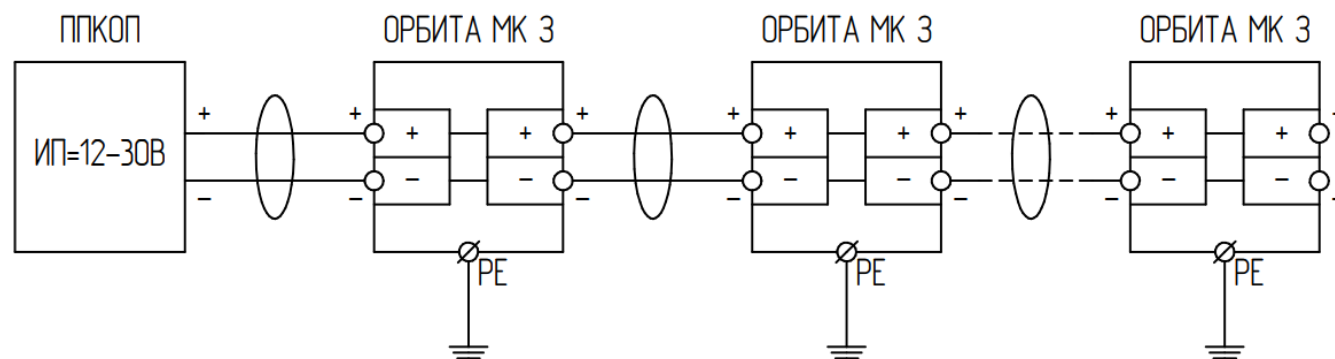 ППКОП
ОРБИТА МК 3
ОРБИТА МК 3
ОРБИТА МК 3
ИП=12-30В
+ + + + + + + + + + + + +
- - - - - - - - - - - - -
PE
PE
PE